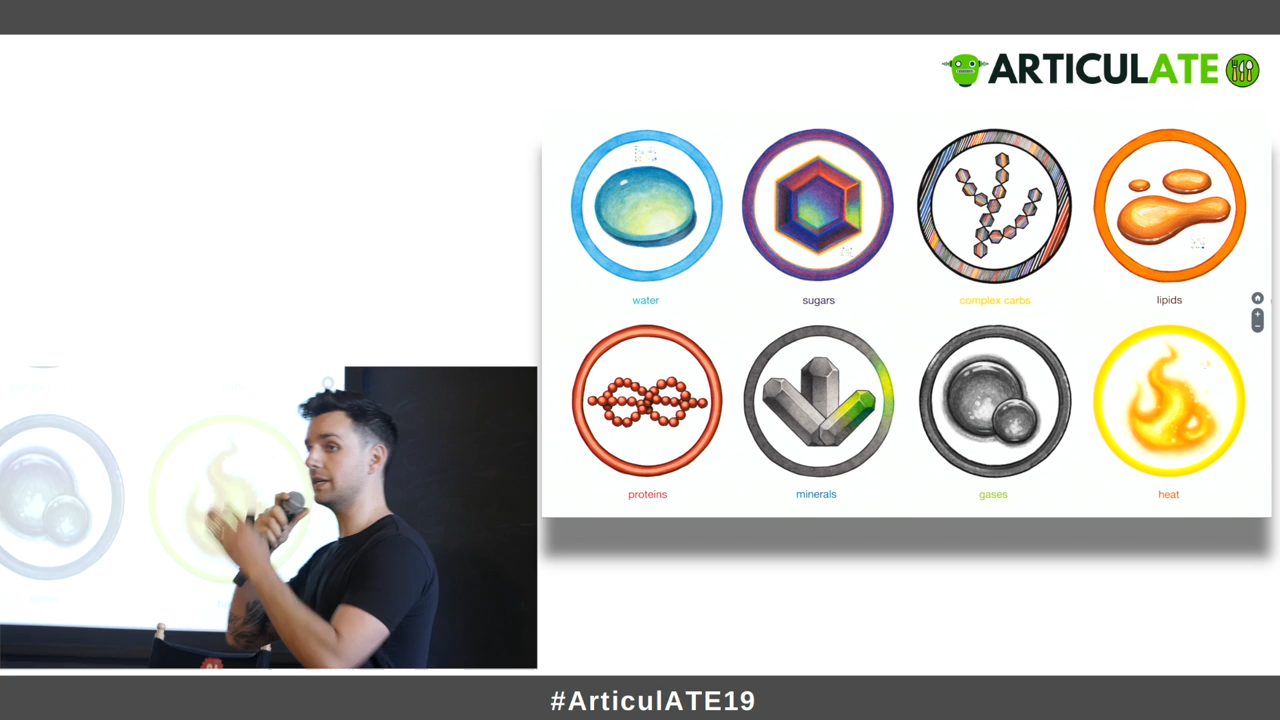 ARTICULATE
water
sugars
complex carbs
lipids
proteins
minerals
gases
heat
#ArticulATE19